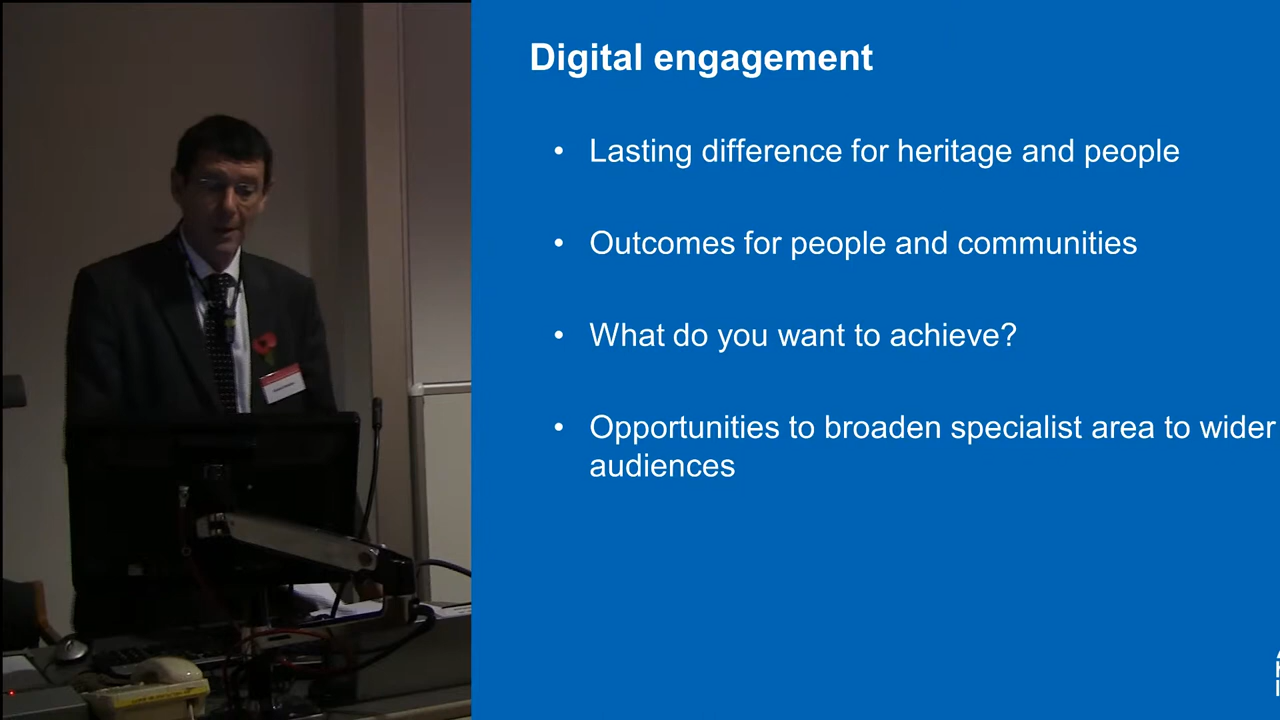 Digital engagement
• Lasting difference for heritage and people
• Outcomes for people and communities
• What do you want to achieve?
• Opportunities to broaden specialist area to wider
audiences